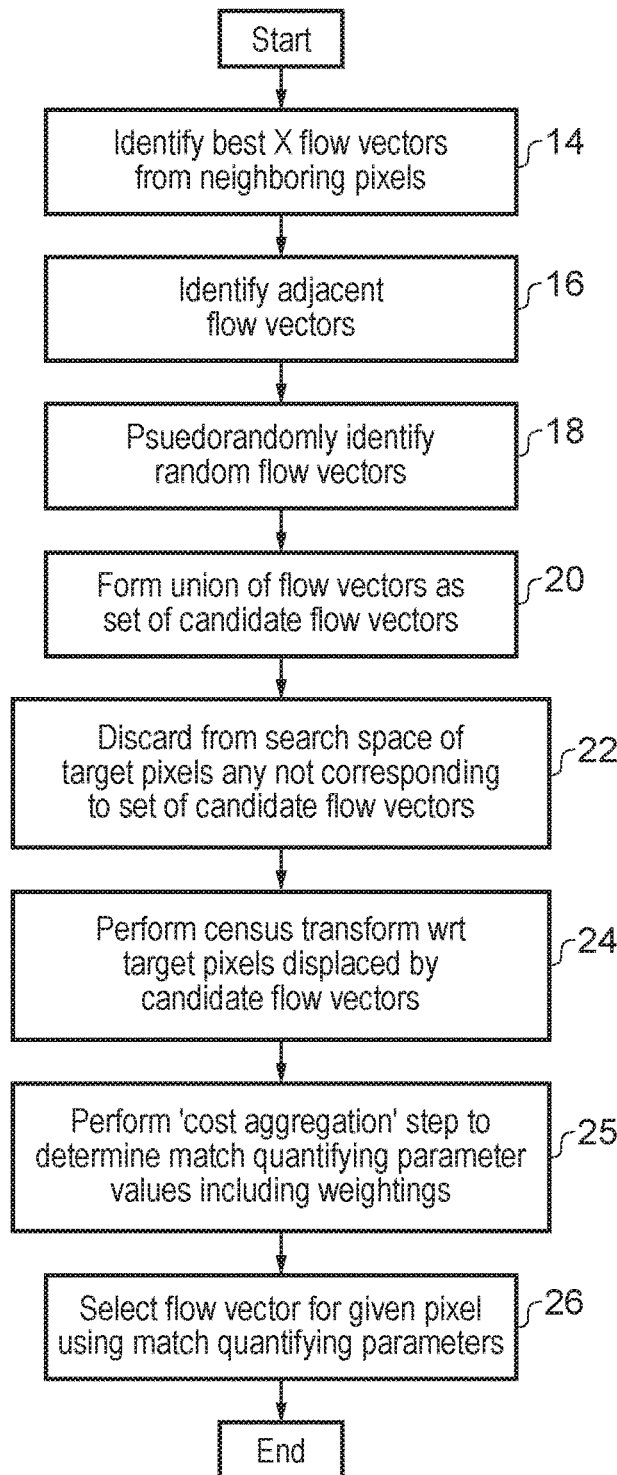 Start
Identify best X flow vectors
from neighboring pixels
14
Identify adjacent
flow vectors
16
Psuedorandomly identify
random flow vectors
18
Form union of flow vectors as
set of candidate flow vectors
20
Discard from search space of
target pixels any not corresponding
to set of candidate flow vectors
22
Perform census transform wrt
target pixels displaced by
candidate flow vectors
24
Perform 'cost aggregation' step to
determine match quantifying parameter
values including weightings
25
Select flow vector for given pixel
using match quantifying parameters
26
End